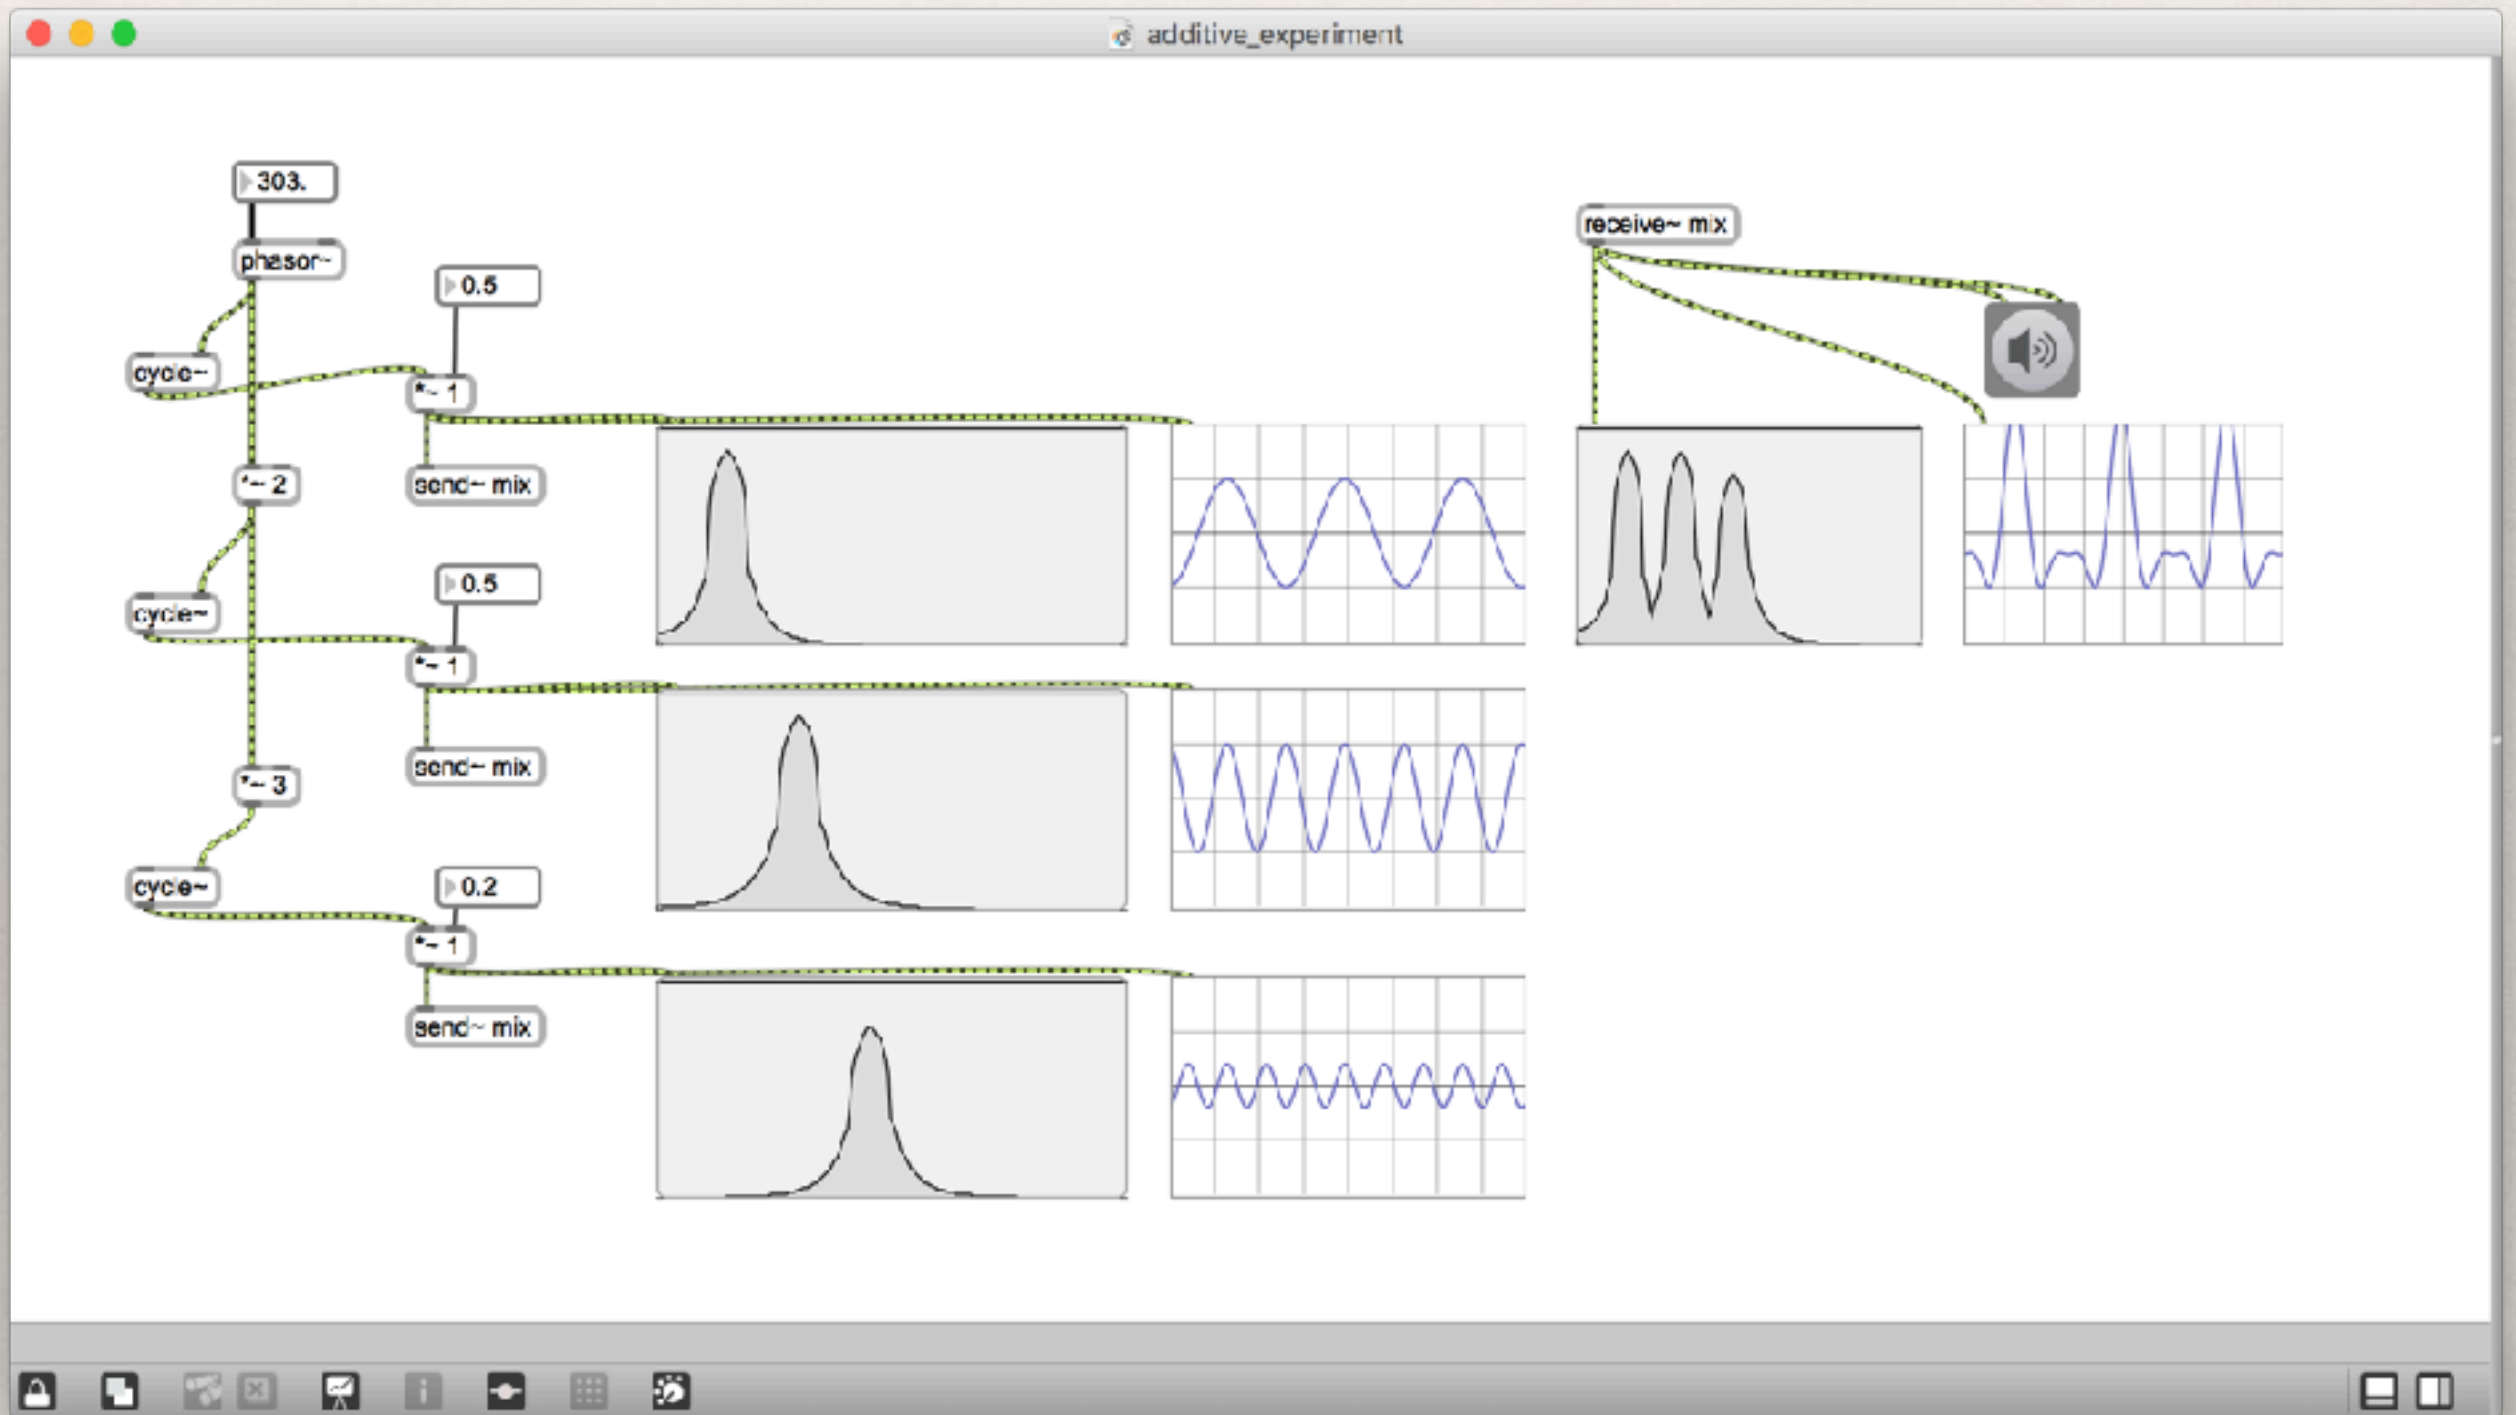 additive_experiment
303.
phasor~
0.5
cycle~
*~ 1
send~ mix
*~ 2
0.5
cycle~
*~ 1
send~ mix
*~ 3
0.2
cycle~
*~ 1
send~ mix
receive~ mix